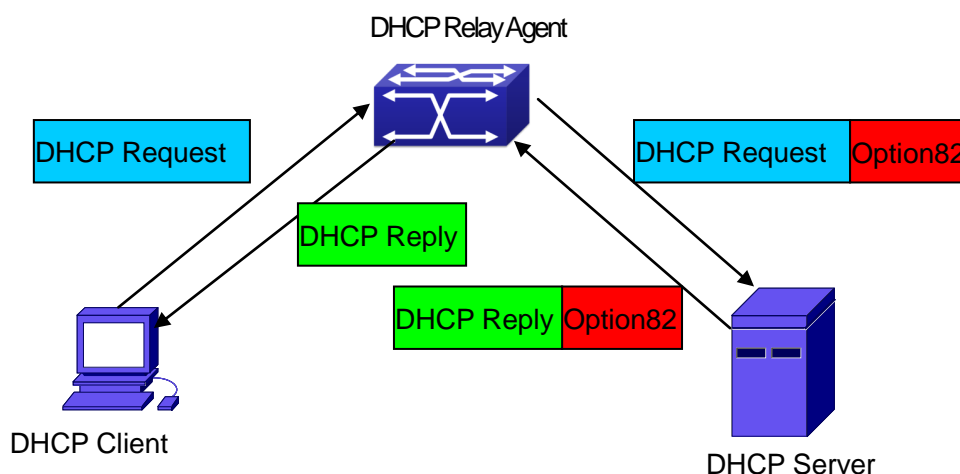 DHCP Relay Agent
DHCP Request
DHCP Request Option82
DHCP Reply
DHCP Reply Option82
DHCP Client
DHCP Server